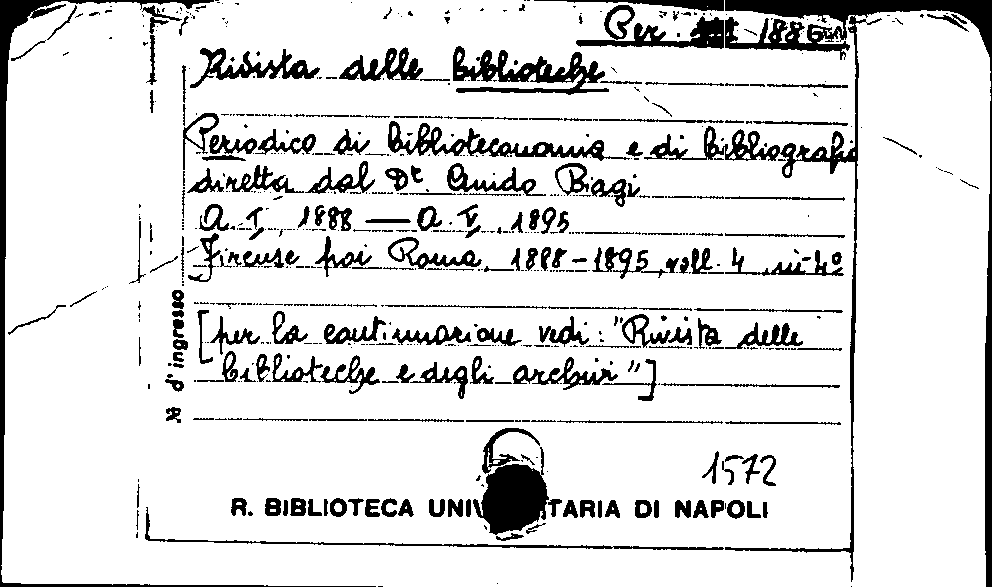 Per. 1886
Rivista delle biblioteche
Periodico di biblioteconomia e di bibliografia
diretta dal Dr. Guido Biagi
A. I, 1888 — A. V, 1895
Firenze poi Roma, 1888-1895, voll. 4, in-4º
[per la continuazione vedi: "Rivista delle
biblioteche e degli archivi"]
N. d'ingresso
1572
R. BIBLIOTECA UNIV TARIA DI NAPOLI